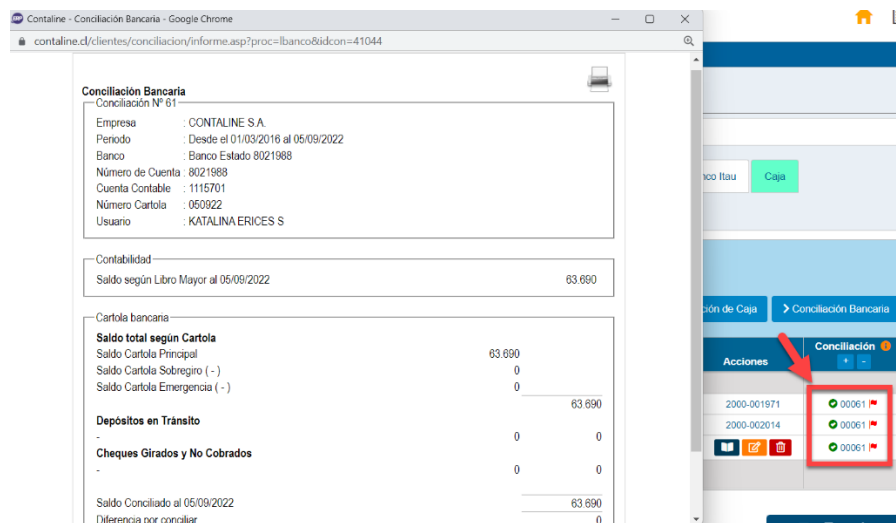 Contaline - Conciliación Bancaria - Google Chrome
contaline.cl/clientes/conciliacion/informe.asp?proc=lbanco&idcon=41044
Conciliación Bancaria
Conciliación Nº 61
Empresa : CONTALINE S.A.
Periodo : Desde el 01/03/2016 al 05/09/2022
Banco : Banco Estado 8021988
Número de Cuenta : 8021988
Cuenta Contable : 1115701
Número Cartola : 050922
Usuario : KATALINA ERICES S
Contabilidad
Saldo según Libro Mayor al 05/09/2022 63.690
Cartola bancaria
Saldo total según Cartola
Saldo Cartola Principal 63.690
Saldo Cartola Sobregiro ( - ) 0
Saldo Cartola Emergencia ( - ) 0
63.690
Depósitos en Tránsito
- 0 0
Cheques Girados y No Cobrados
- 0 0
Saldo Conciliado al 05/09/2022 63.690
Diferencia por conciliar 0
nco Itau Caja
ción de Caja Conciliación Bancaria
Acciones Conciliación
+ -
2000-001971 00061
2000-002014 00061
00061